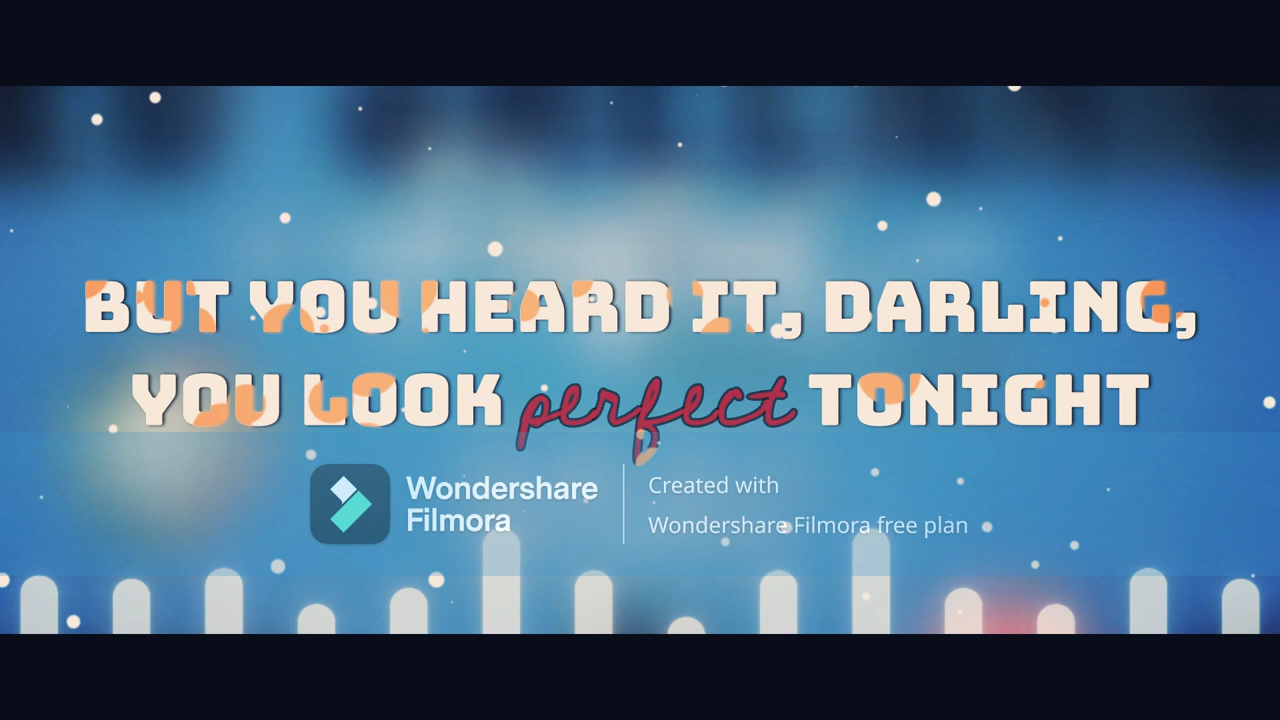 BUT YOU HEARD IT, DARLING,
YOU LOOK perfect TONIGHT
Wondershare
Filmora
Created with
Wondershare Filmora free plan